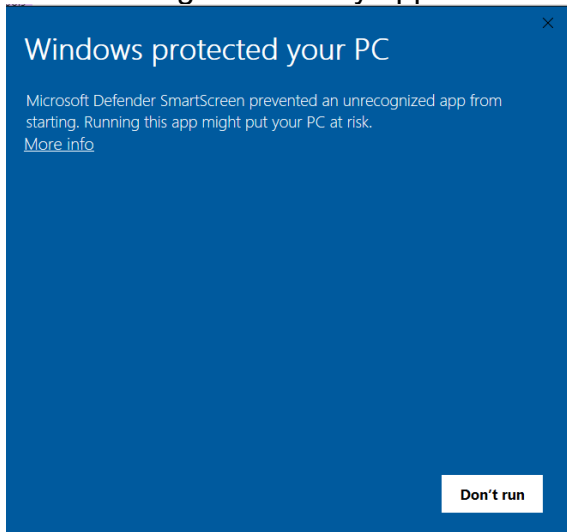 Windows protected your PC
Microsoft Defender SmartScreen prevented an unrecognized app from
starting. Running this app might put your PC at risk.
More info
Don't run